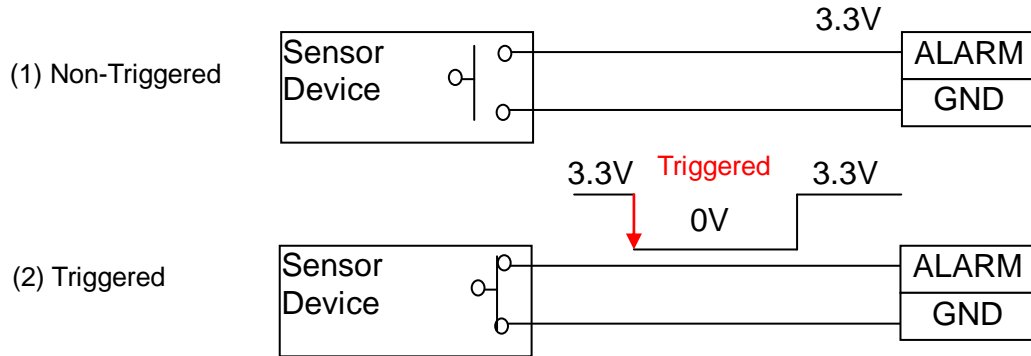 3.3V
(1) Non-Triggered
Sensor
Device
ALARM
GND
3.3V
Triggered
3.3V
0V
(2) Triggered
Sensor
Device
ALARM
GND